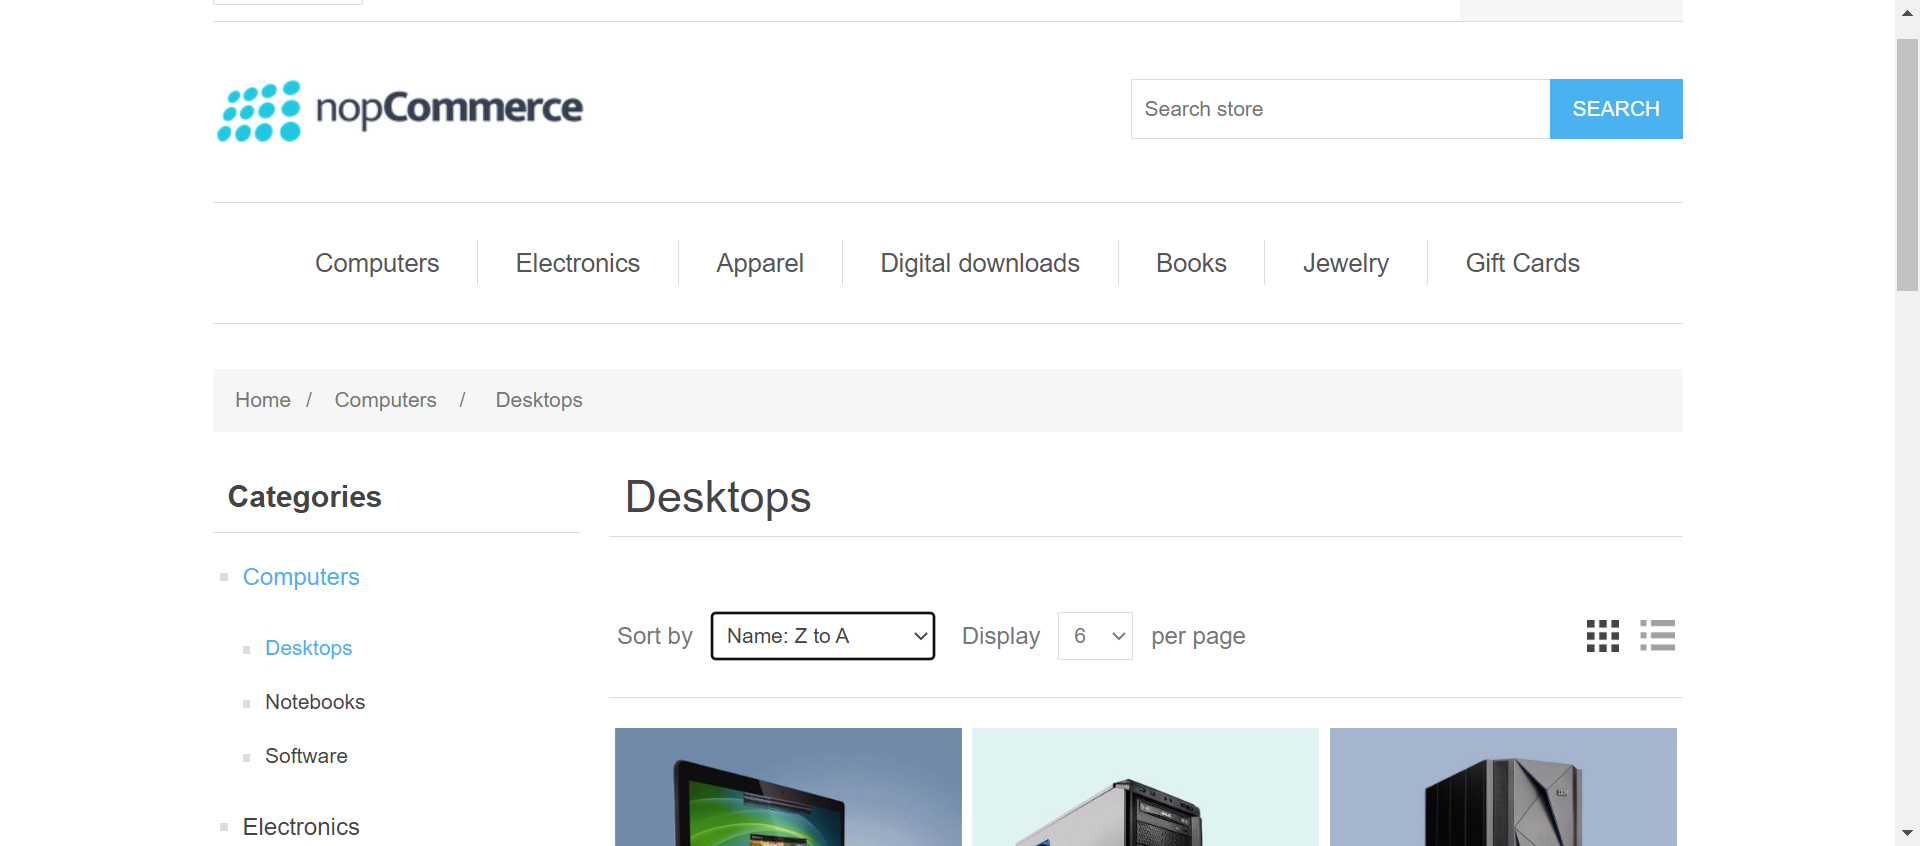 nopCommerce
Search store
SEARCH
Computers
Electronics
Apparel
Digital downloads
Books
Jewelry
Gift Cards
Home / Computers / Desktops
Categories
Computers
Desktops
Notebooks
Software
Electronics
Desktops
Sort by Name: Z to A Display 6 per page